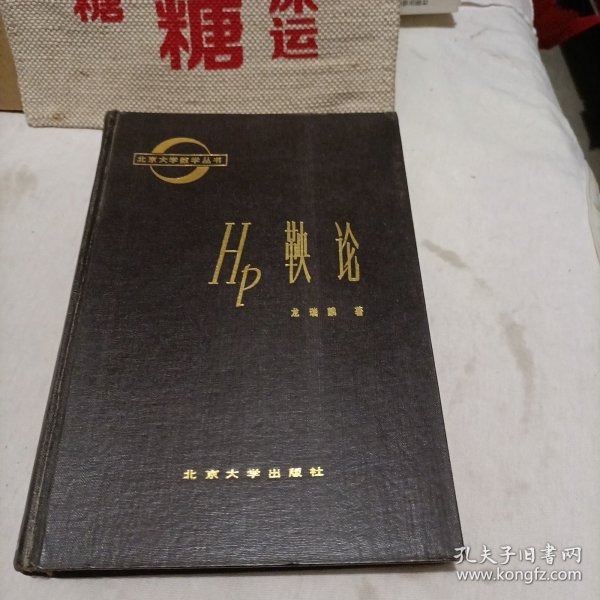 糖
糖
运
北京大学数学丛书
Hp 鞅论
龙瑞麟 著
北京大学出版社
孔夫子旧书网
www.kongfz.com